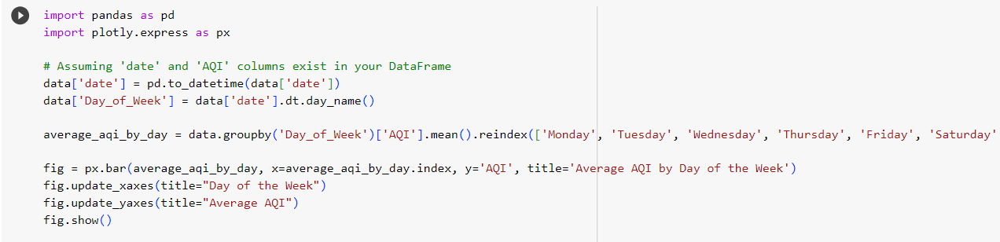 import pandas as pd
import plotly.express as px
# Assuming 'date' and 'AQI' columns exist in your DataFrame
data['date'] = pd.to_datetime(data['date'])
data['Day_of_Week'] = data['date'].dt.day_name()
average_aqi_by_day = data.groupby('Day_of_Week')['AQI'].mean().reindex(['Monday', 'Tuesday', 'Wednesday', 'Thursday', 'Friday', 'Saturday'
fig = px.bar(average_aqi_by_day, x=average_aqi_by_day.index, y='AQI', title='Average AQI by Day of the Week')
fig.update_xaxes(title="Day of the Week")
fig.update_yaxes(title="Average AQI")
fig.show()